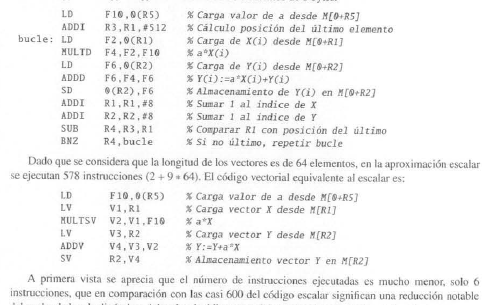 LD F10,0(R5) % Carga valor de a desde M[0+R5]
ADDI R3,R1,#512 % Cálculo posición del último elemento
bucle: LD F2,0(R1) % Carga de X(i) desde M[0+R1]
MULTD F4,F2,F10 % a*X(i)
LD F6,0(R2) % Carga de Y(i) desde M[0+R2]
ADDD F6,F4,F6 % Y(i):=a*X(i)+Y(i)
SD 0(R2),F6 % Almacenamiento de Y(i) en M[0+R2]
ADDI R1,R1,#8 % Sumar 1 al índice de X
ADDI R2,R2,#8 % Sumar 1 al índice de Y
SUB R4,R3,R1 % Comparar R1 con posición del último
BNZ R4,bucle % Si no último, repetir bucle
Dado que se considera que la longitud de los vectores es de 64 elementos, en la aproximación escalar
se ejecutan 578 instrucciones (2 + 9 * 64). El código vectorial equivalente al escalar es:
LD F10,0(R5) % Carga valor de a desde M[0+R5]
LV V1,R1 % Carga vector X desde M[R1]
MULTSV V2,V1,F10 % a*X
LV V3,R2 % Carga vector Y desde M[R2]
ADDV V4,V3,V2 % Y:=Y+a*X
SV R2,V4 % Almacenamiento vector Y en M[R2]
A primera vista se aprecia que el número de instrucciones ejecutadas es mucho menor, solo 6
instrucciones, que en comparación con las casi 600 del código escalar significan una reducción notable